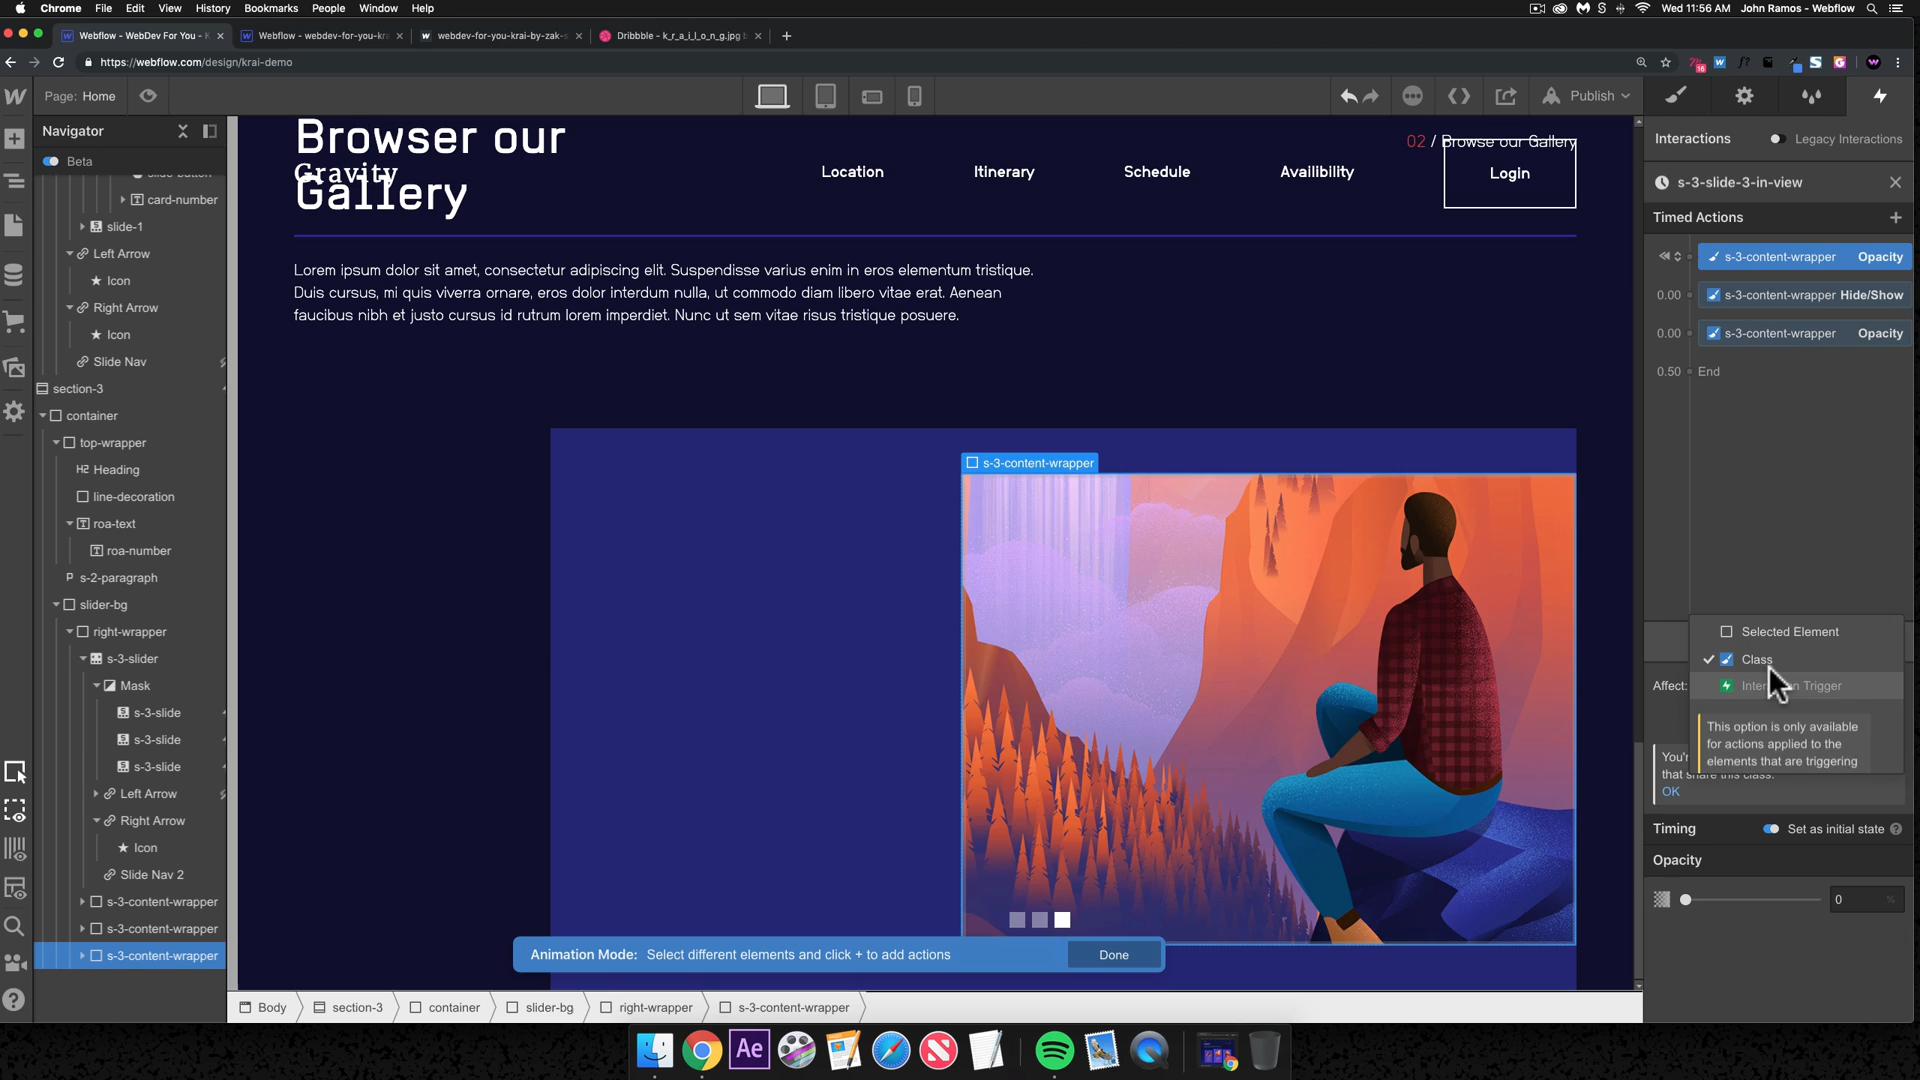 Chrome File Edit View History Bookmarks People Window Help
Wed 11:56 AM John Ramos - Webflow
Webflow - WebDev For You - K
Webflow - webdev-for-you-kra
webdev-for-you-krai-by-zak-s
Dribbble - k_r_a_i_l_o_n_g.jpg b
https://webflow.com/design/krai-demo
16
Page: Home
Publish
Navigator
Beta
slide-button
card-number
slide-1
Left Arrow
Icon
Right Arrow
Icon
Slide Nav
section-3
container
top-wrapper
H2 Heading
line-decoration
roa-text
roa-number
P s-2-paragraph
slider-bg
right-wrapper
s-3-slider
Mask
s-3-slide
s-3-slide
s-3-slide
Left Arrow
Right Arrow
Icon
Slide Nav 2
s-3-content-wrapper
s-3-content-wrapper
s-3-content-wrapper
Browser our
Gallery
Gravity
Location Itinerary Schedule Availibility
02 / Browse our Gallery
Login
Lorem ipsum dolor sit amet, consectetur adipiscing elit. Suspendisse varius enim in eros elementum tristique.
Duis cursus, mi quis viverra ornare, eros dolor interdum nulla, ut commodo diam libero vitae erat. Aenean
faucibus nibh et justo cursus id rutrum lorem imperdiet. Nunc ut sem vitae risus tristique posuere.
s-3-content-wrapper
Animation Mode: Select different elements and click + to add actions
Done
Body section-3 container slider-bg right-wrapper s-3-content-wrapper
Interactions
Legacy Interactions
s-3-slide-3-in-view
Timed Actions
s-3-content-wrapper Opacity
0.00 s-3-content-wrapper Hide/Show
0.00 s-3-content-wrapper Opacity
0.50 End
Selected Element
Class
Affect:
Trigger
This option is only available
for actions applied to the
elements that are triggering
that share this class.
OK
Timing
Set as initial state
Opacity
0 %
Ae